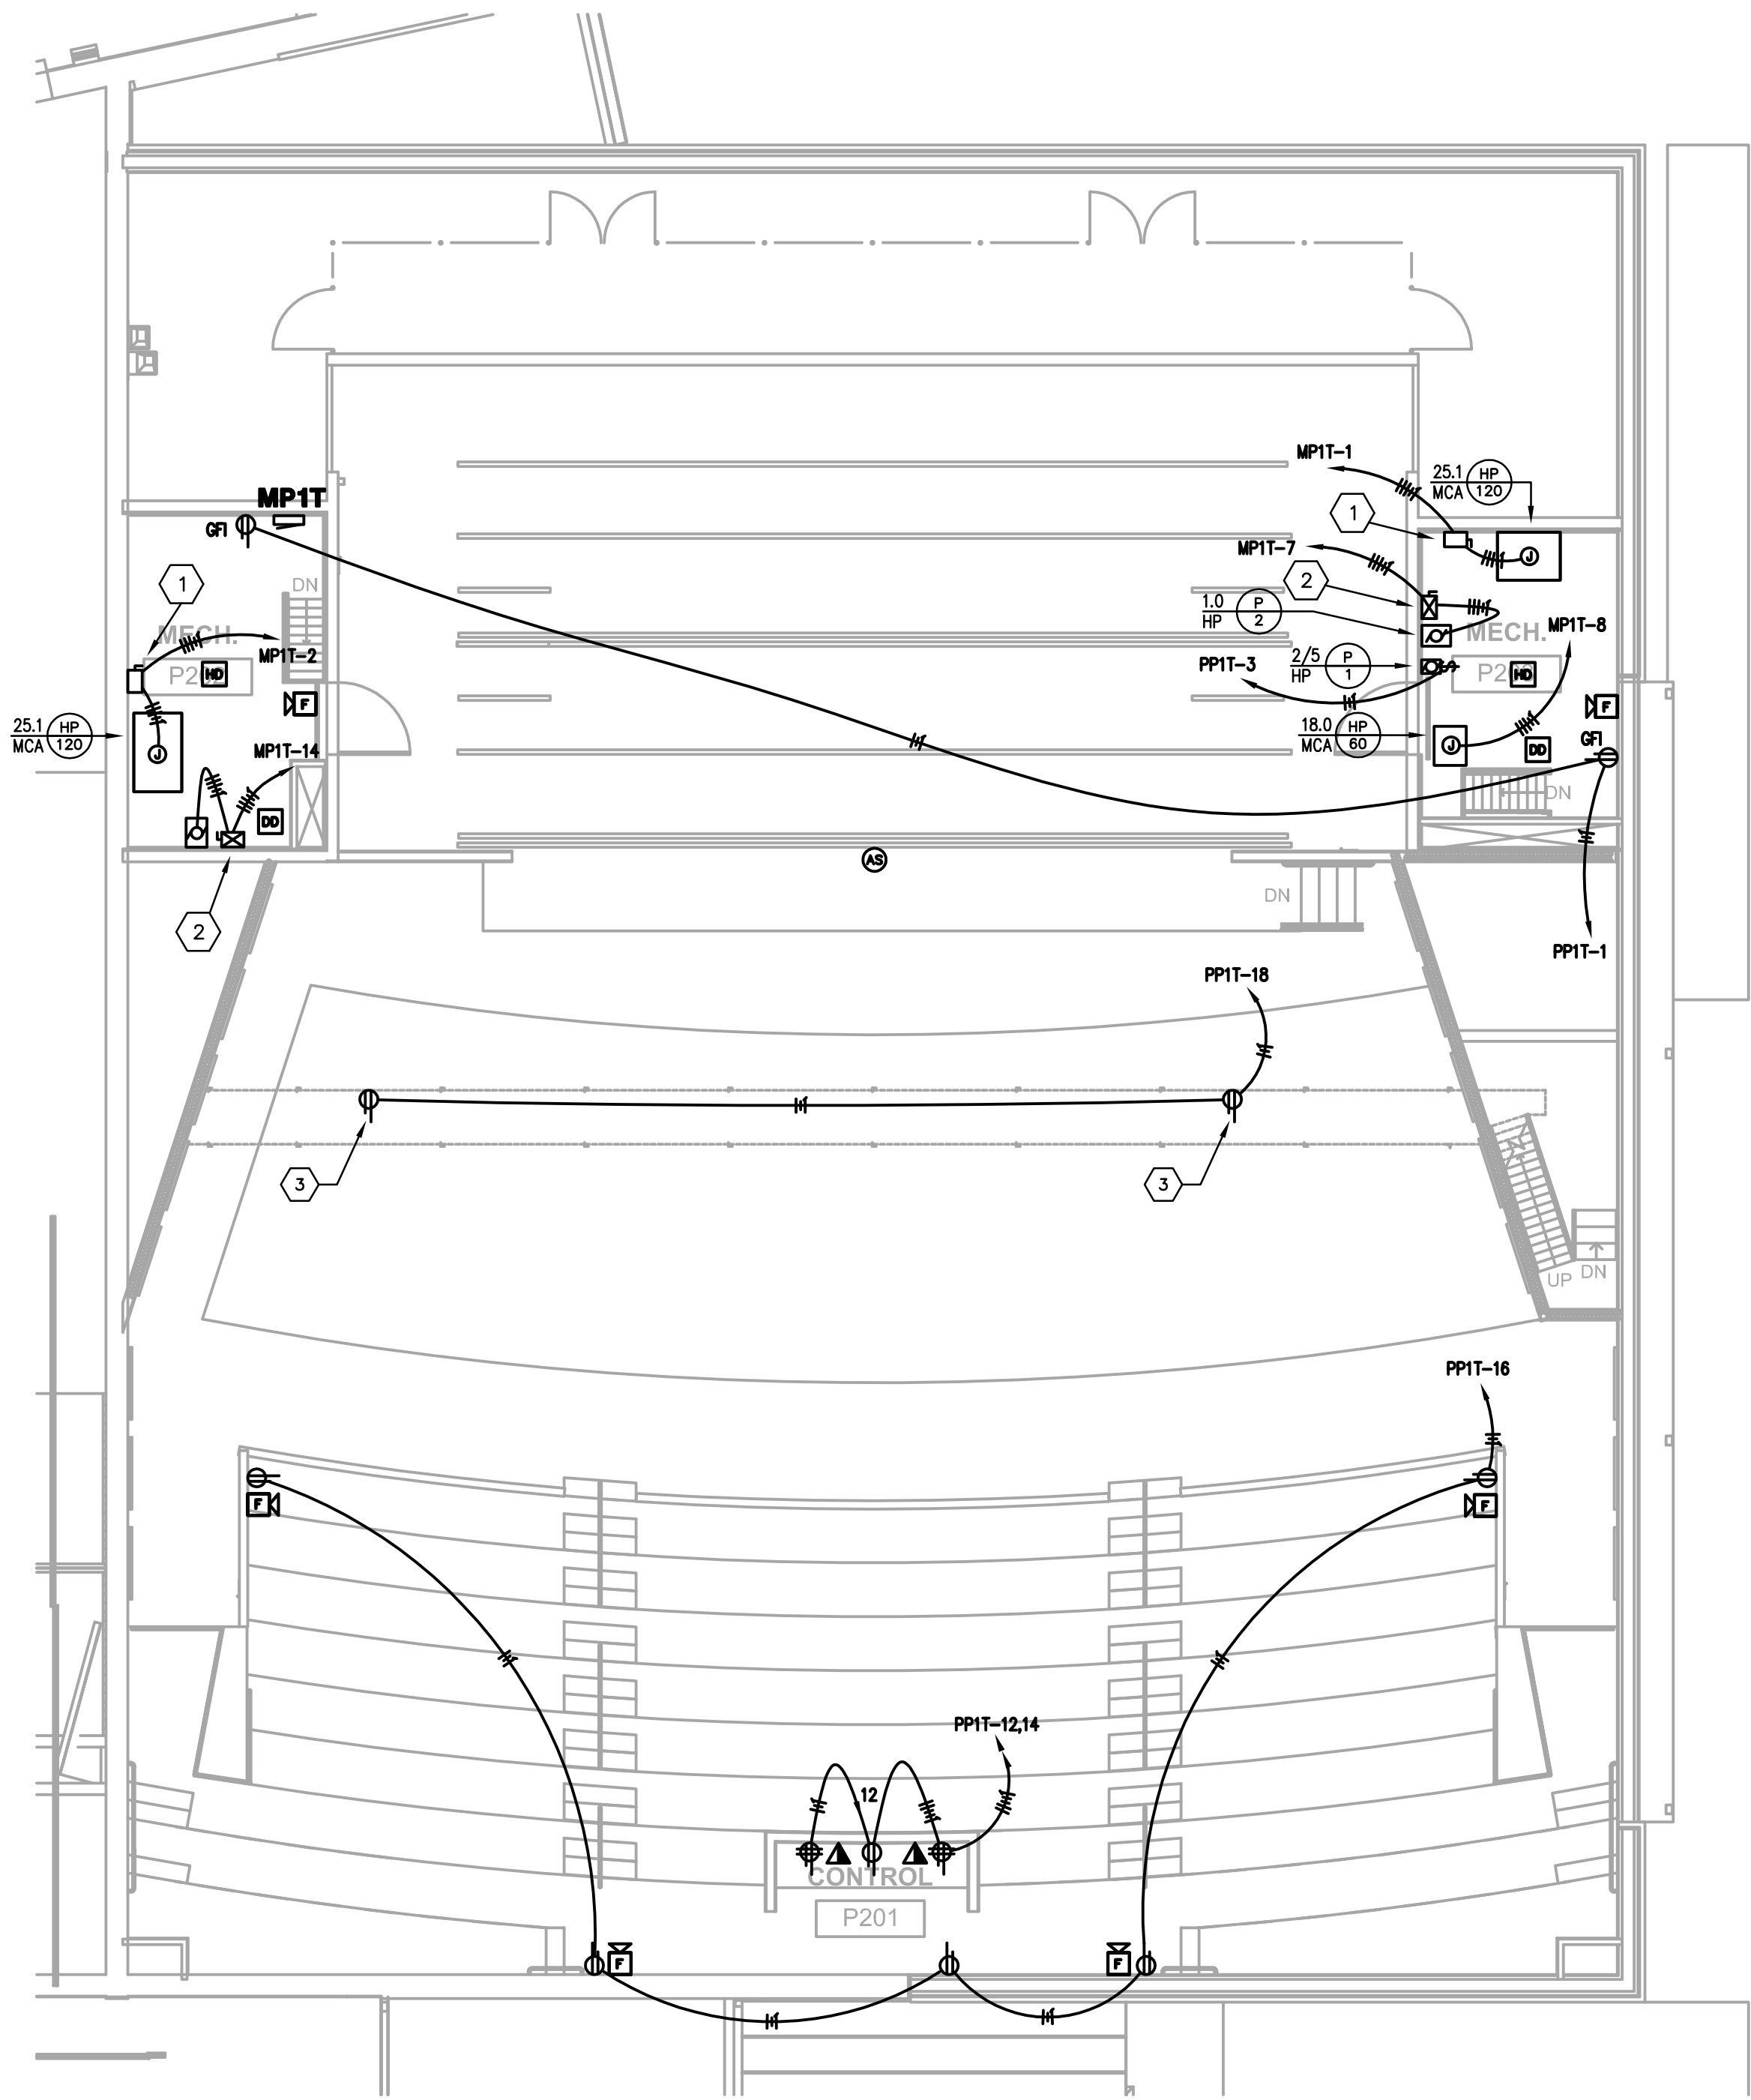 MP1T-1
25.1
MCA
HP
120
MP1T
GFI
1
MP1T-7
2
1
DN
1.0
HP
P
2
MECH.
MP1T-2
HD
MECH.
MP1T-8
PP1T-3
2/5
HP
P
1
HD
F
F
25.1
MCA
HP
120
J
J
18.0
MCA
HP
60
J
DD
GFI
MP1T-14
DD
DN
AS
DN
2
PP1T-1
PP1T-18
3
3
UP
DN
PP1T-16
F
F
PP1T-12,14
12
CONTROL
P201
F
F